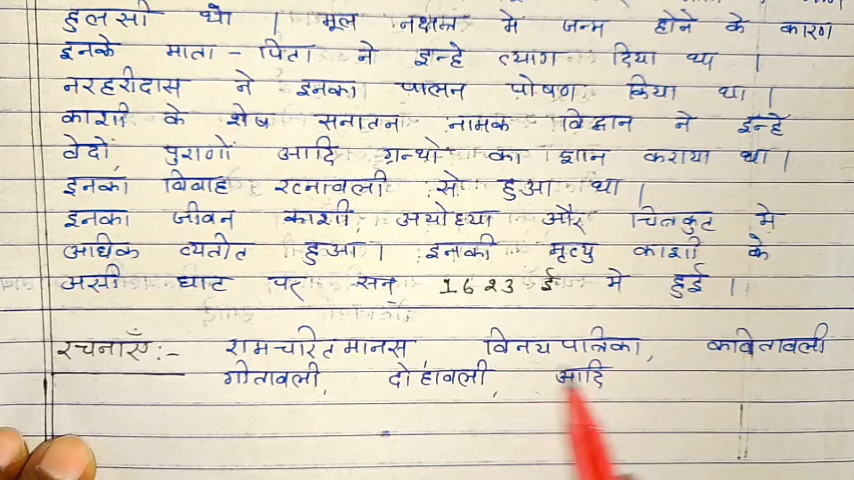 हुलसी थी । मूल नक्षत्र मे जन्म होने के कारण
इनके माता - पिता ने इन्हे त्याग दिया था ।
नरहरीदास ने इनका पालन पोषण किया था ।
काशी के शेष सनातन नामक विद्वान ने इन्हे
वेदों, पुराणों आदि ग्रन्थो का ज्ञान कराया था ।
इनका विवाह रत्नावली से हुआ था ।
इनका जीवन काशी, अयोध्या और चित्रकुट मे
अधिक व्यतीत हुआ । इनकी मृत्यु काशी के
असी घाट पर सन् 1623 ई मे हुई ।
रचनाएँ :- रामचरितमानस, विनयपत्रिका, कवितावली
गीतावली, दोहावली, आदि